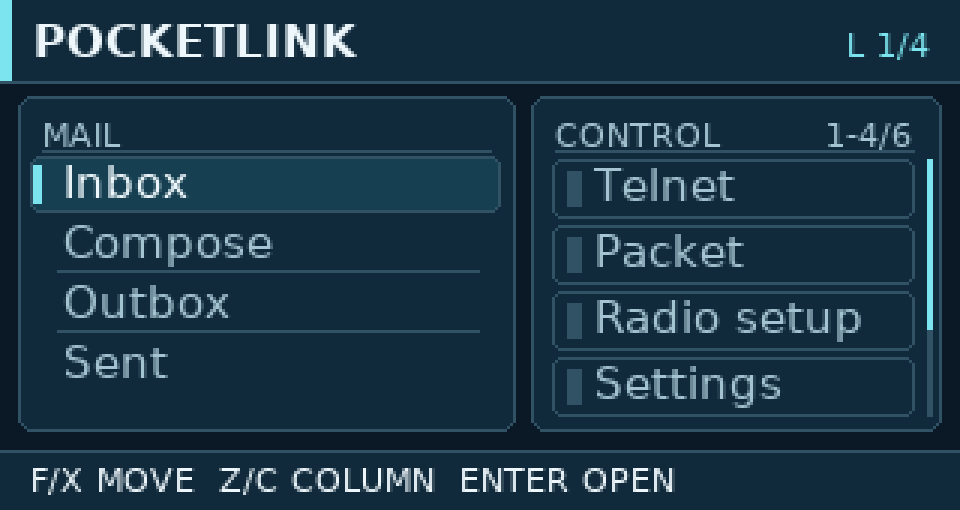 POCKETLINK
L 1/4
MAIL
Inbox
Compose
Outbox
Sent
CONTROL 1-4/6
Telnet
Packet
Radio setup
Settings
F/X MOVE Z/C COLUMN ENTER OPEN